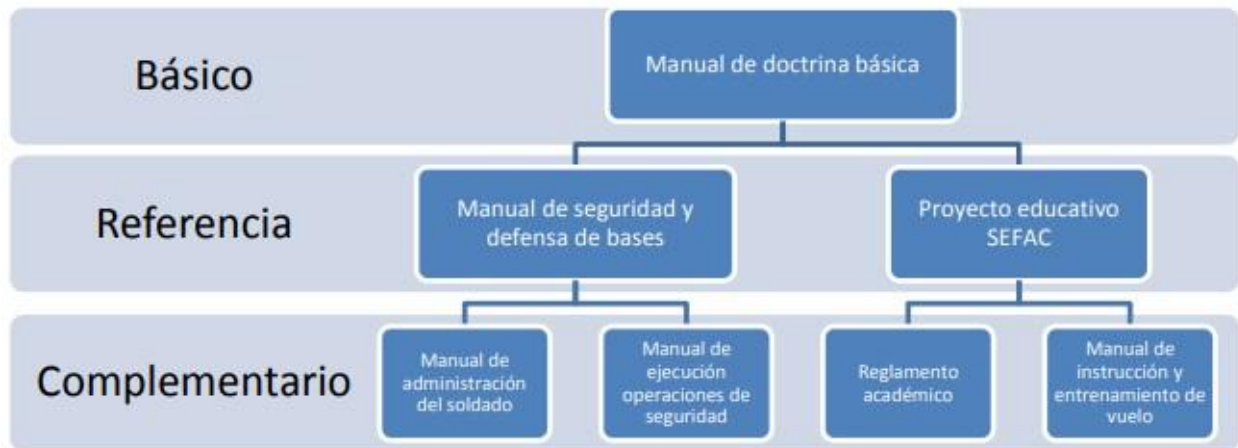 Básico
Manual de doctrina básica
Referencia
Manual de seguridad y
defensa de bases
Proyecto educativo
SEFAC
Complementario
Manual de
administración
del soldado
Manual de
ejecución
operaciones de
seguridad
Reglamento
académico
Manual de
instrucción y
entrenamiento de
vuelo